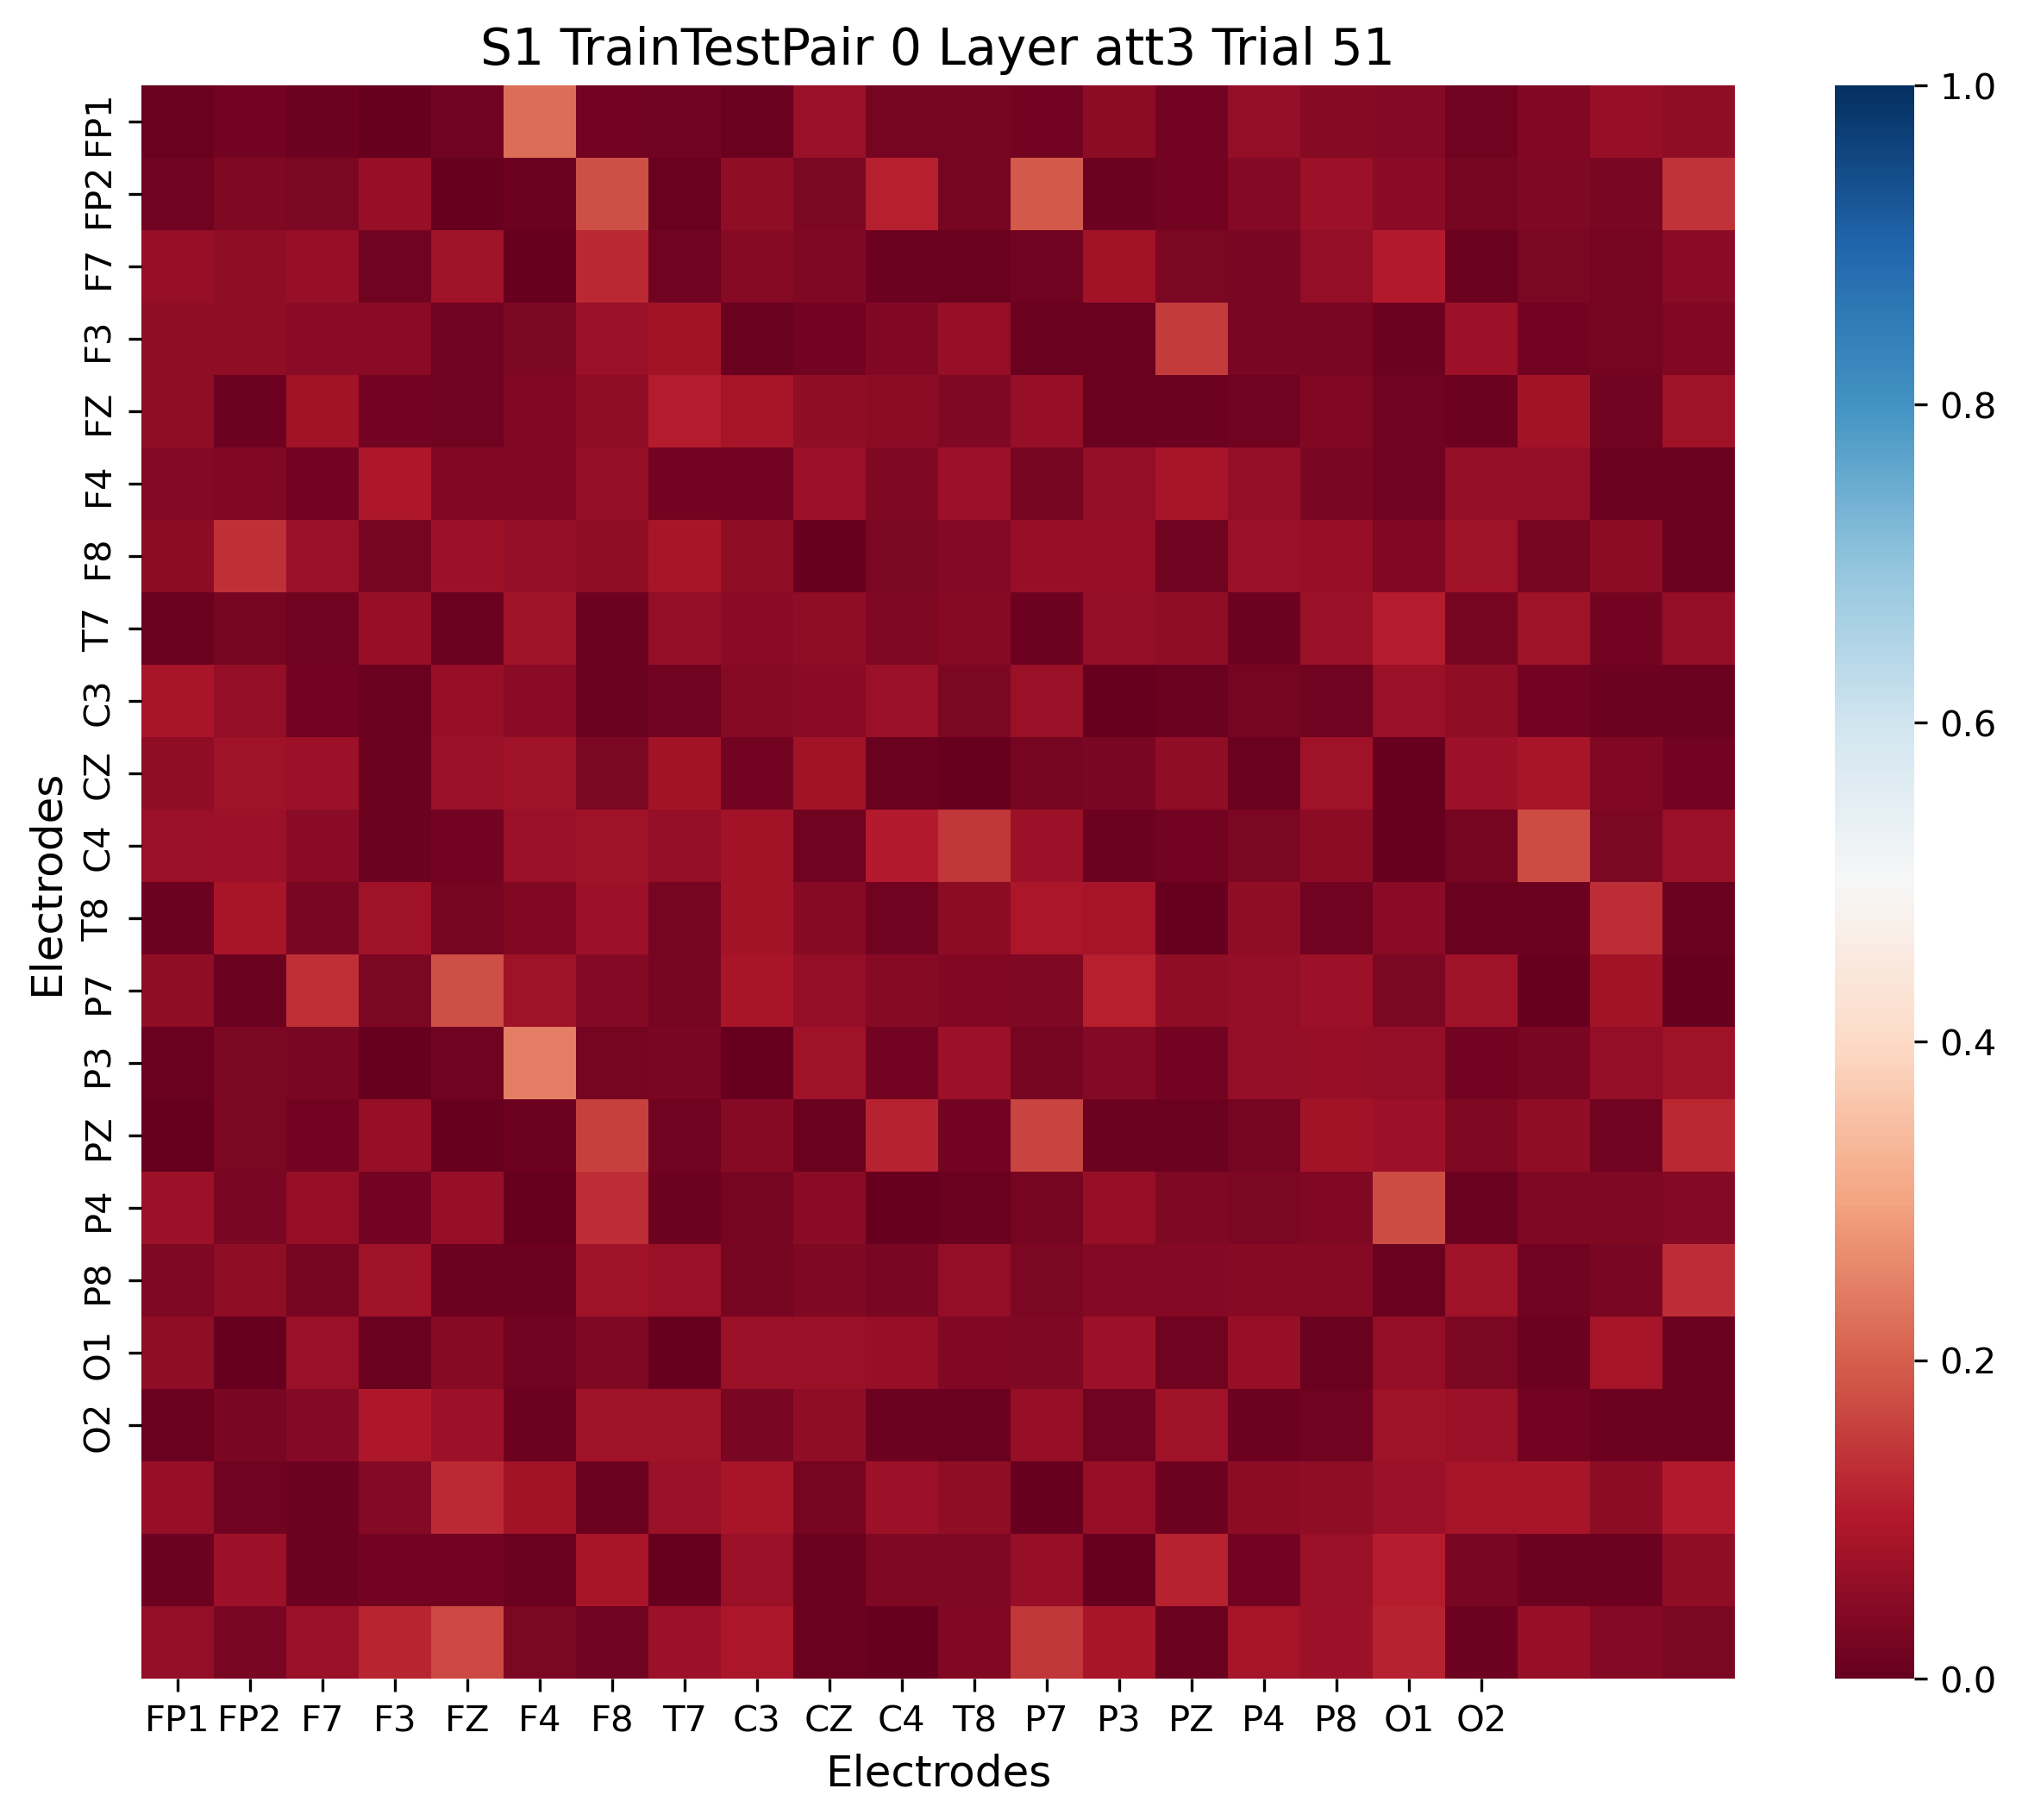 S1 TrainTestPair 0 Layer att3 Trial 51
Electrodes
FP1
FP2
F7
F3
FZ
F4
F8
T7
C3
CZ
C4
T8
P7
P3
PZ
P4
P8
O1
O2
FP1 FP2 F7 F3 FZ F4 F8 T7 C3 CZ C4 T8 P7 P3 PZ P4 P8 O1 O2
Electrodes
1.0
0.8
0.6
0.4
0.2
0.0